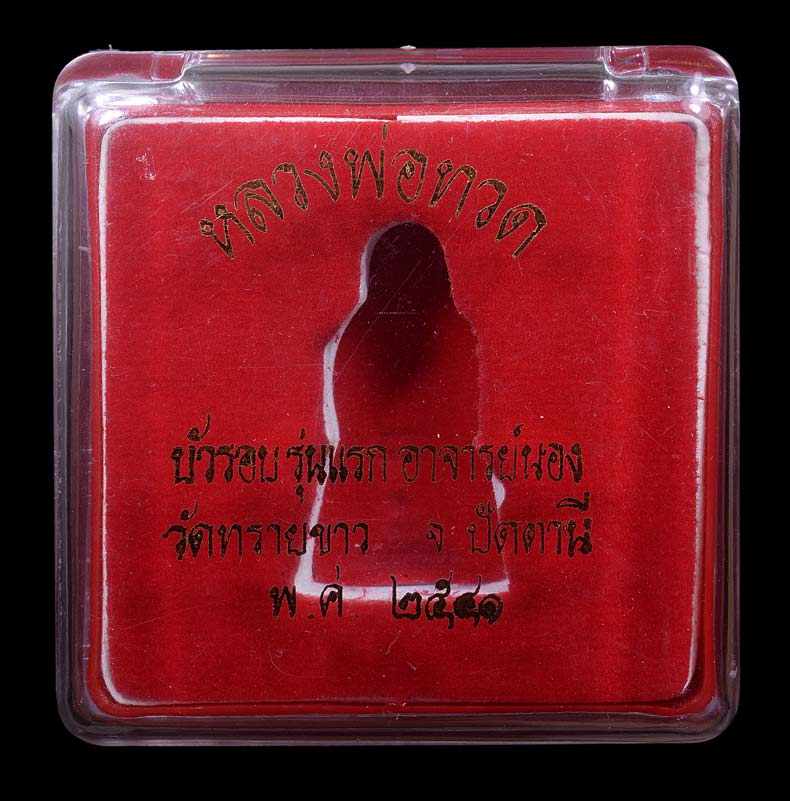 หลวงพ่อทวด
บัวรอบ รุ่นแรก อาจารย์นอง
วัดทรายขาว จ ปัตตานี
พ.ศ. ๒๕๔๑